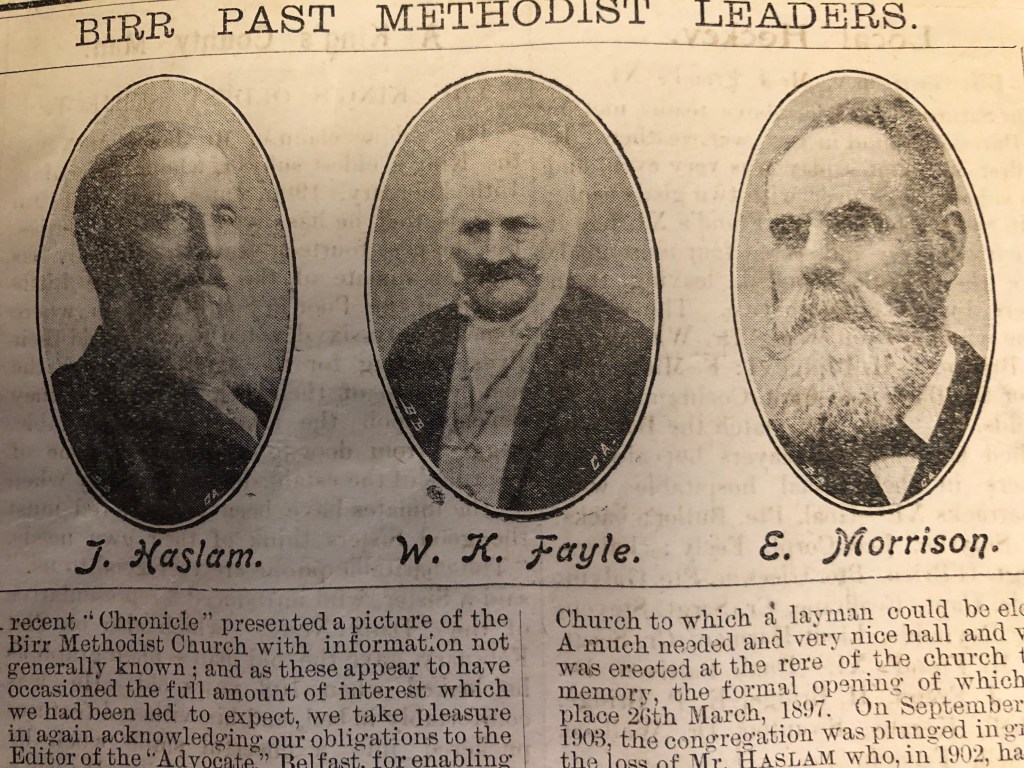 BIRR PAST METHODIST LEADERS.
J. Haslam.
W. K. Fayle.
E. Morrison.
recent "Chronicle" presented a picture of the
Birr Methodist Church with information not
generally known; and as these appear to have
occasioned the full amount of interest which
we had been led to expect, we take pleasure
in again acknowledging our obligations to the
Editor of the "Advocate," Belfast, for enabling
Church to which a layman could be
A much needed and very nice hall and
was erected at the rere of the church
memory, the formal opening of which
place 26th March, 1897. On September
1903, the congregation was plunged in
the loss of Mr. HASLAM who, in 1902,